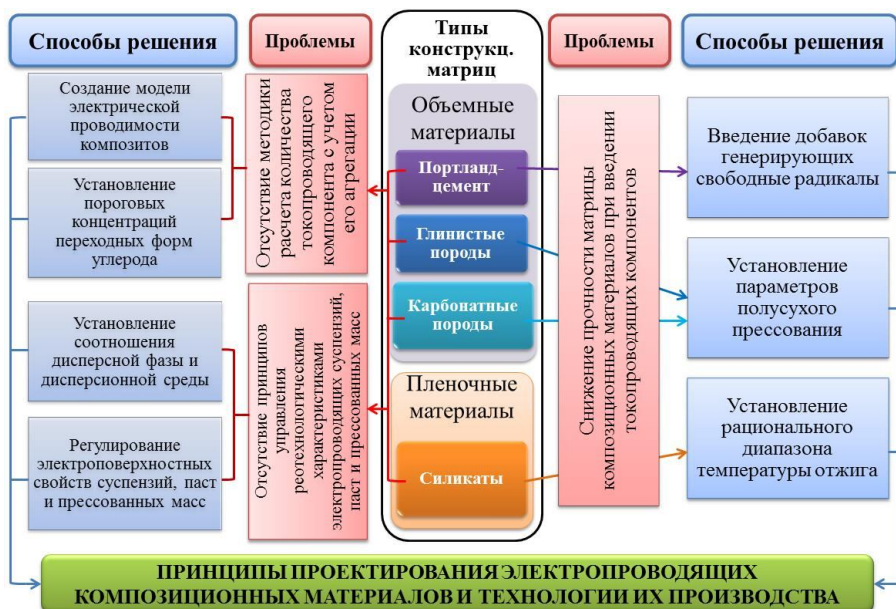 Способы решения
Проблемы
Типы
конструкц.
матриц
Проблемы
Способы решения
Создание модели
электрической
проводимости
композитов
Установление
пороговых
концентраций
переходных форм
углерода
Установление
соотношения
дисперсной фазы и
дисперсионной среды
Регулирование
электроповерхностных
свойств суспензий, паст
и прессованных масс
Отсутствие методики
расчета количества
токопроводящего
компонента с учетом
его агрегации
Отсутствие принципов
управления
реотехнологическими
характеристиками
электропроводящих суспензий,
паст и прессованных масс
Объемные
материалы
Портланд-
цемент
Глинистые
породы
Карбонатные
породы
Пленочные
материалы
Силикаты
Снижение прочности матрицы
композиционных материалов при введении
токопроводящих компонентов
Введение добавок
генерирующих
свободные радикалы
Установление
параметров
полусухого
прессования
Установление
рационального
диапазона
температуры отжига
ПРИНЦИПЫ ПРОЕКТИРОВАНИЯ ЭЛЕКТРОПРОВОДЯЩИХ
КОМПОЗИЦИОННЫХ МАТЕРИАЛОВ И ТЕХНОЛОГИИ ИХ ПРОИЗВОДСТВА